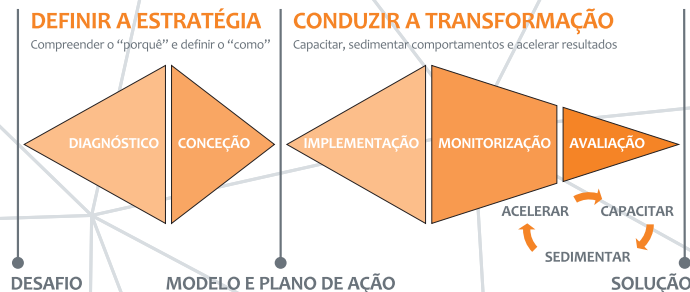 DEFINIR A ESTRATÉGIA
Compreender o “porquê” e definir o “como”
CONDUZIR A TRANSFORMAÇÃO
Capacitar, sedimentar comportamentos e acelerar resultados
DIAGNÓSTICO
CONCEÇÃO
IMPLEMENTAÇÃO
MONITORIZAÇÃO
AVALIAÇÃO
ACELERAR
CAPACITAR
SEDIMENTAR
DESAFIO
MODELO E PLANO DE AÇÃO
SOLUÇÃO